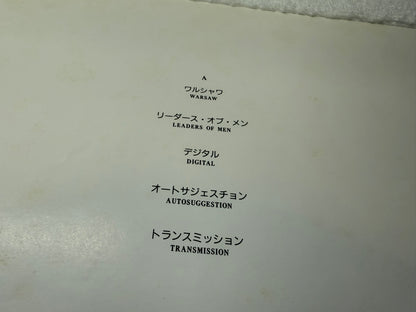 A
ワルシャワ
WARSAW
リーダース・オブ・メン
LEADERS OF MEN
デジタル
DIGITAL
オートサジェスチョン
AUTOSUGGESTION
トランスミッション
TRANSMISSION